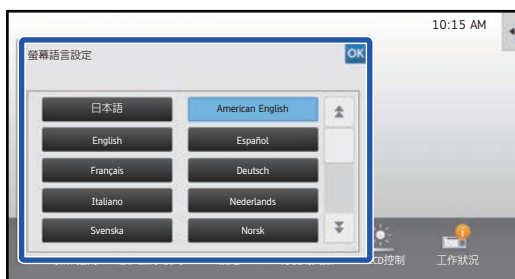 10:15 AM
螢幕語言設定
OK
日本語
American English
English
Español
Français
Deutsch
Italiano
Nederlands
Svenska
Norsk
CD控制
工作狀況